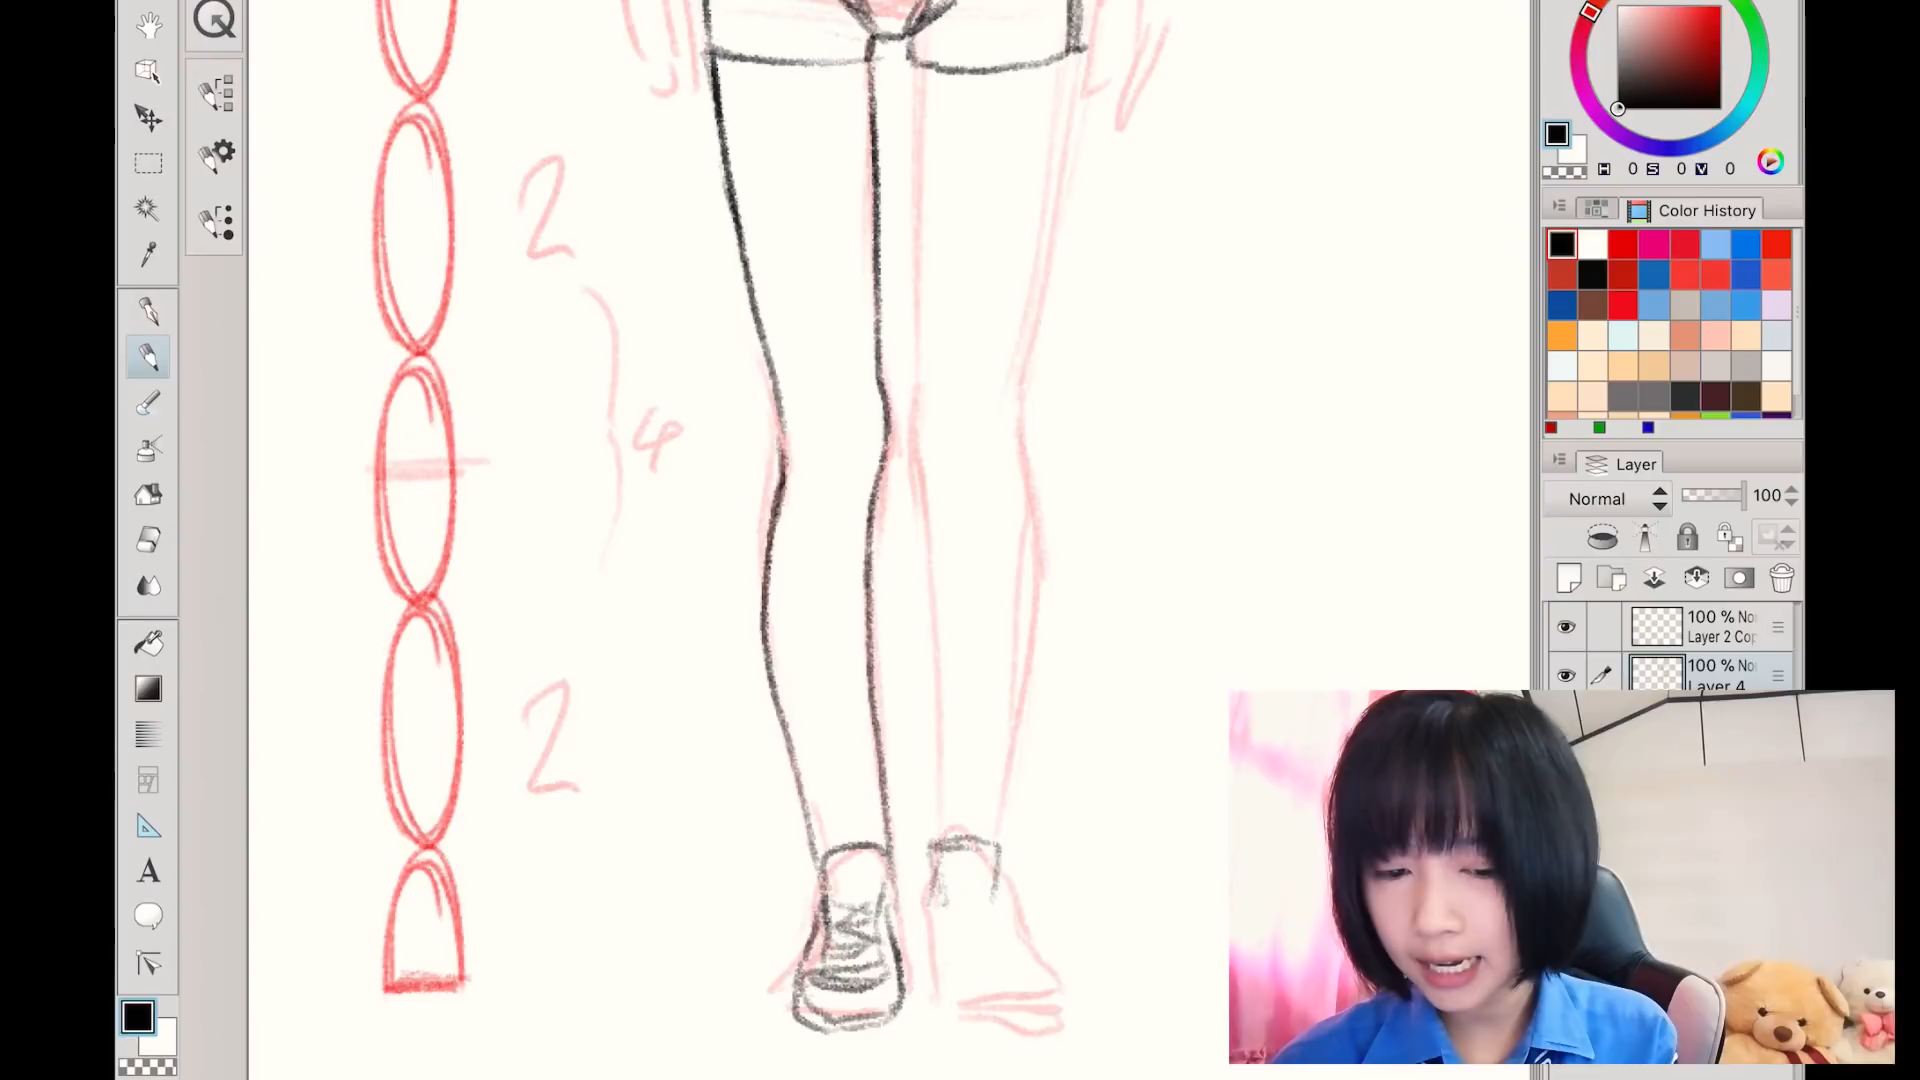 2
4
2
H 0 S 0 V 0
Color History
Layer
Normal 100
100 % No
Layer 2 Cop
100 % No
Layer 4
A